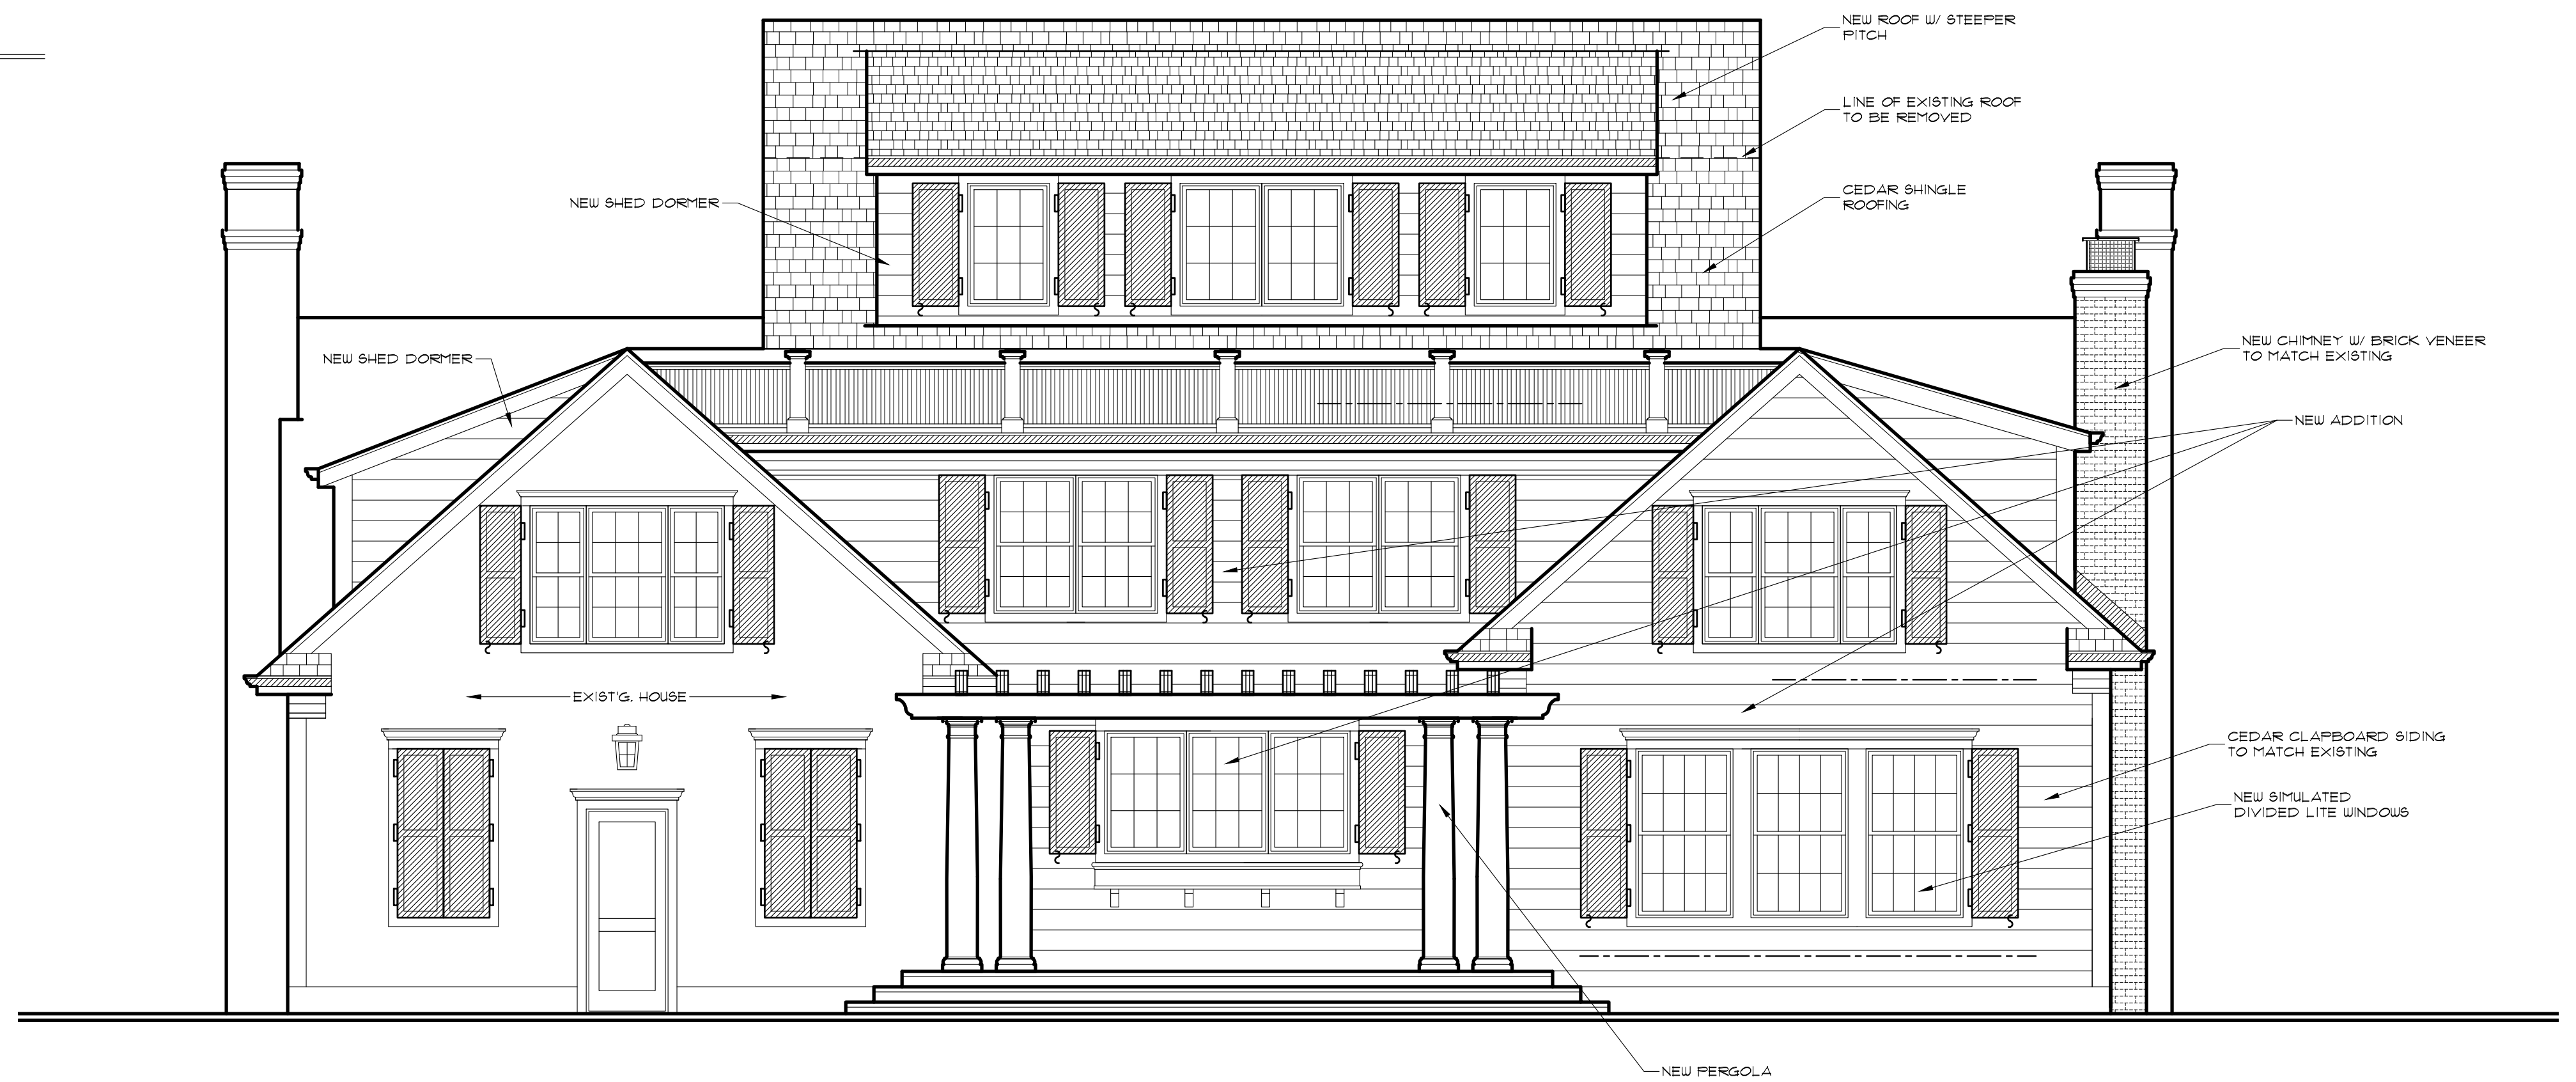 NEW ROOF W/ STEEPER
PITCH
LINE OF EXISTING ROOF
TO BE REMOVED
CEDAR SHINGLE
ROOFING
NEW SHED DORMER
NEW SHED DORMER
NEW CHIMNEY W/ BRICK VENEER
TO MATCH EXISTING
NEW ADDITION
EXIST'G. HOUSE
CEDAR CLAPBOARD SIDING
TO MATCH EXISTING
NEW SIMULATED
DIVIDED LITE WINDOWS
NEW PERGOLA